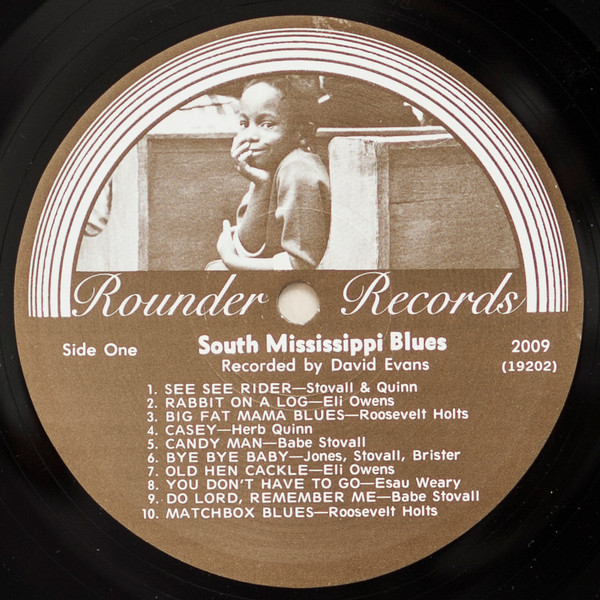 Rounder Records
Side One
South Mississippi Blues
2009
Recorded by David Evans
(19202)
1. SEE SEE RIDER—Stovall & Quinn
2. RABBIT ON A LOG—Eli Owens
3. BIG FAT MAMA BLUES—Roosevelt Holts
4. CASEY—Herb Quinn
5. CANDY MAN—Babe Stovall
6. BYE BYE BABY—Jones, Stovall, Brister
7. OLD HEN CACKLE—Eli Owens
8. YOU DON'T HAVE TO GO—Esau Weary
9. DO LORD, REMEMBER ME—Babe Stovall
10. MATCHBOX BLUES—Roosevelt Holts